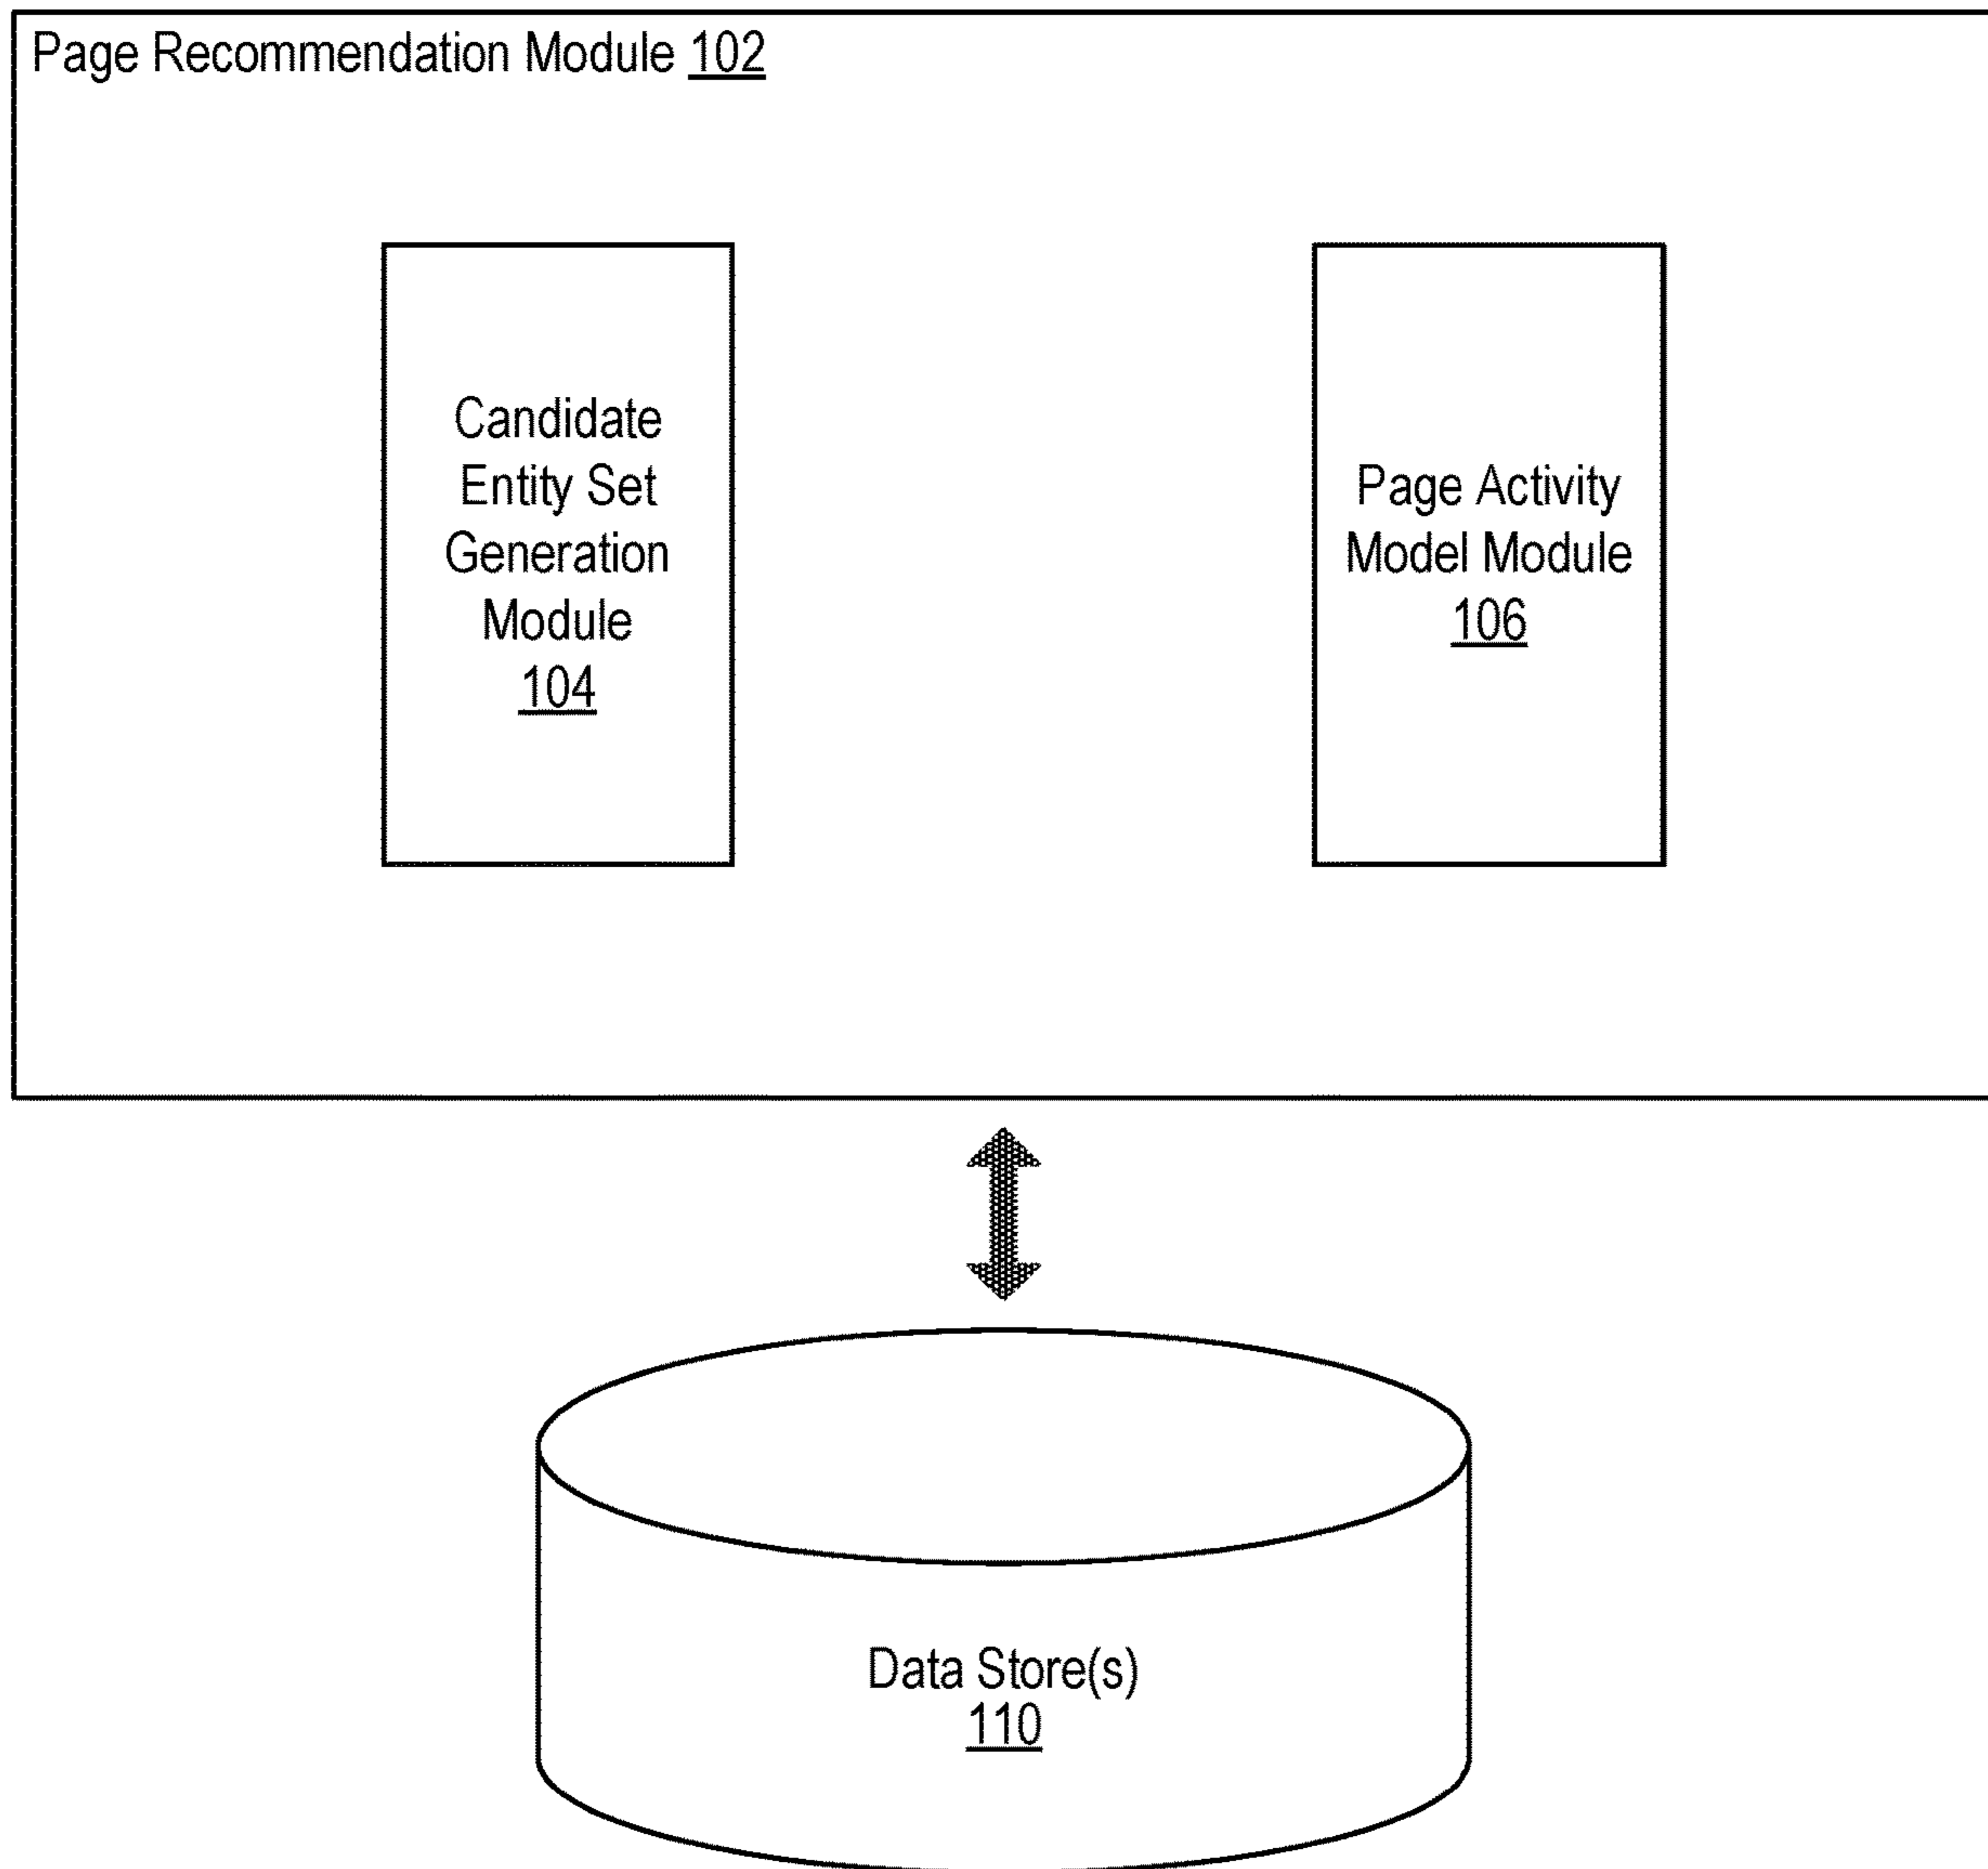 Page Recommendation Module 102
Candidate
Entity Set
Generation
Module
104
Page Activity
Model Module
106
Data Store(s)
110